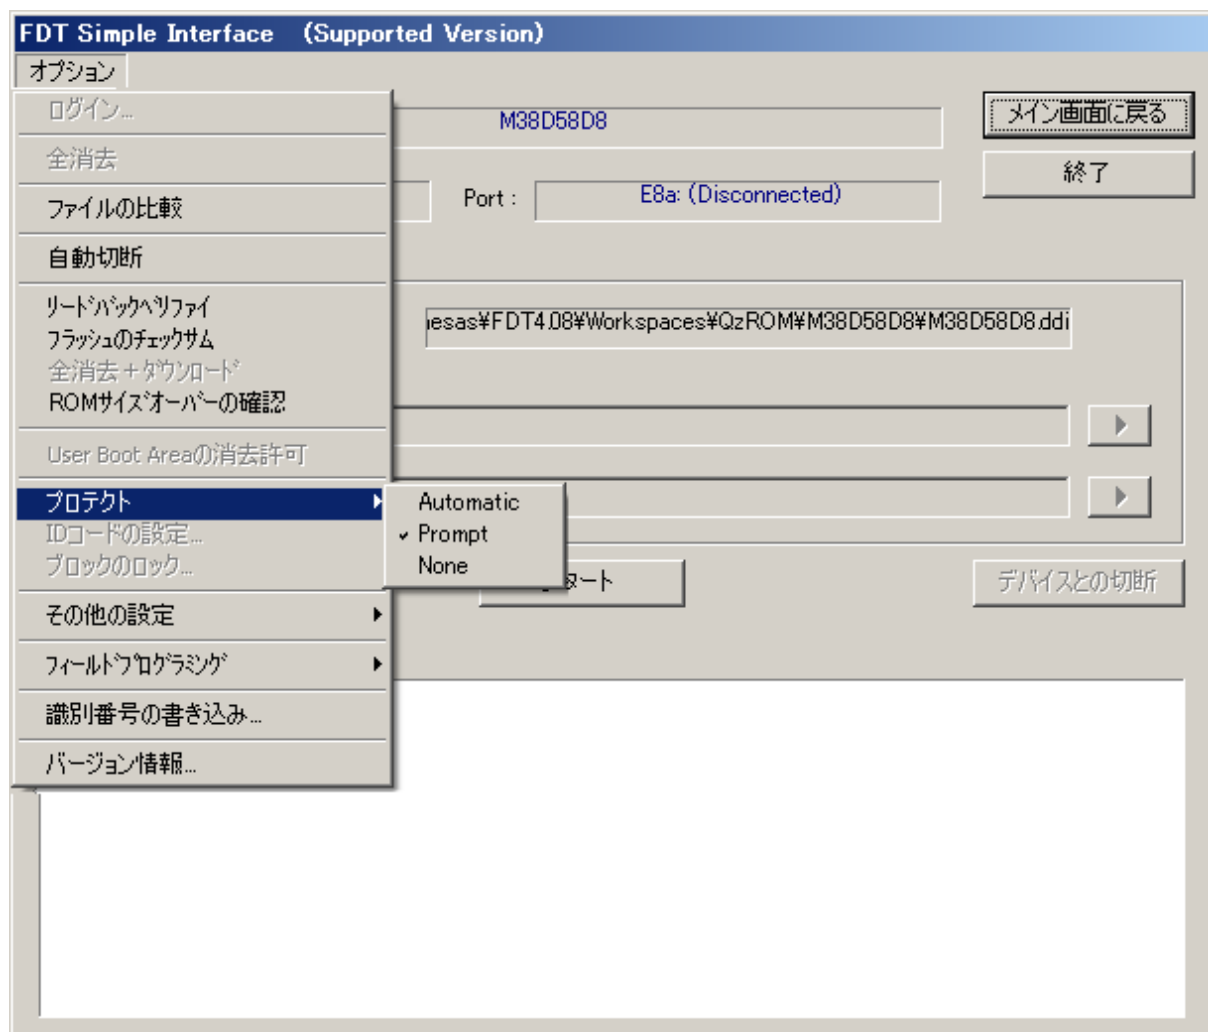 FDT Simple Interface (Supported Version)
オプション
ログイン...
全消去
ファイルの比較
自動切断
リードバックベリファイ
フラッシュのチェックサム
全消去+ダウンロード
ROMサイズオーバーの確認
User Boot Areaの消去許可
プロテクト
IDコードの設定...
ブロックのロック...
その他の設定
フィールドプログラミング
識別番号の書き込み...
バージョン情報...
Automatic
Prompt
None
M38D58D8
メイン画面に戻る
終了
Port :
E8a: (Disconnected)
esas¥FDT4.08¥Workspaces¥QzROM¥M38D58D8¥M38D58D8.ddi
タート
デバイスとの切断